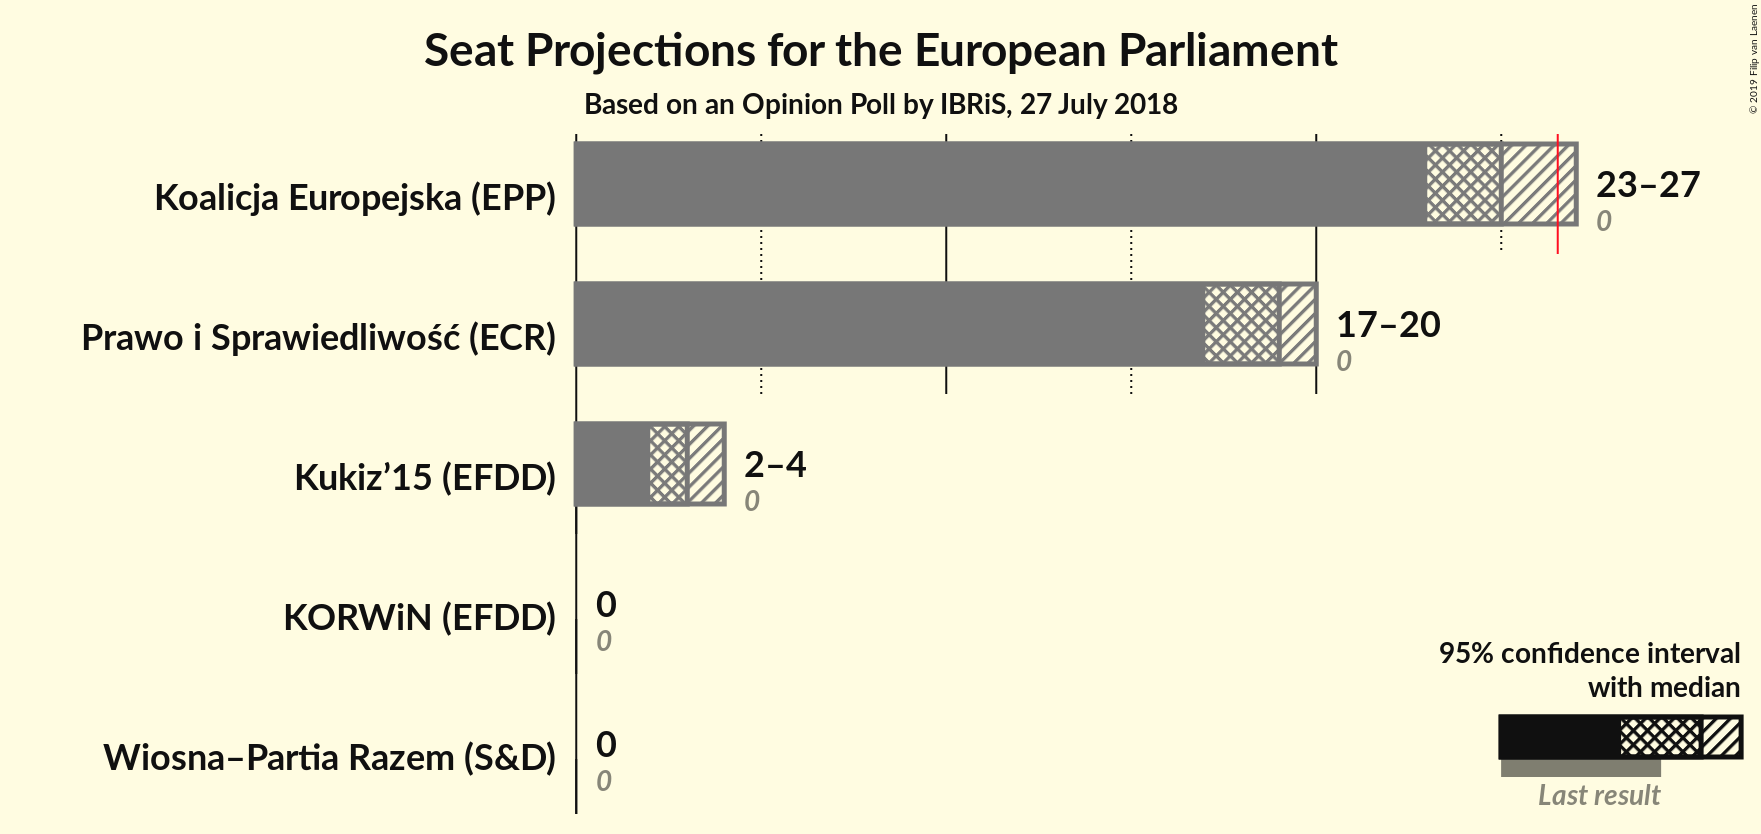 Seat Projections for the European Parliament
Based on an Opinion Poll by IBRiS, 27 July 2018
© 2019 Filip van Laenen
Koalicja Europejska (EPP)
23–27
0
Prawo i Sprawiedliwość (ECR)
17–20
0
Kukiz’15 (EFDD)
2–4
0
KORWiN (EFDD)
0
0
Wiosna–Partia Razem (S&D)
0
0
95% confidence interval
with median
Last result